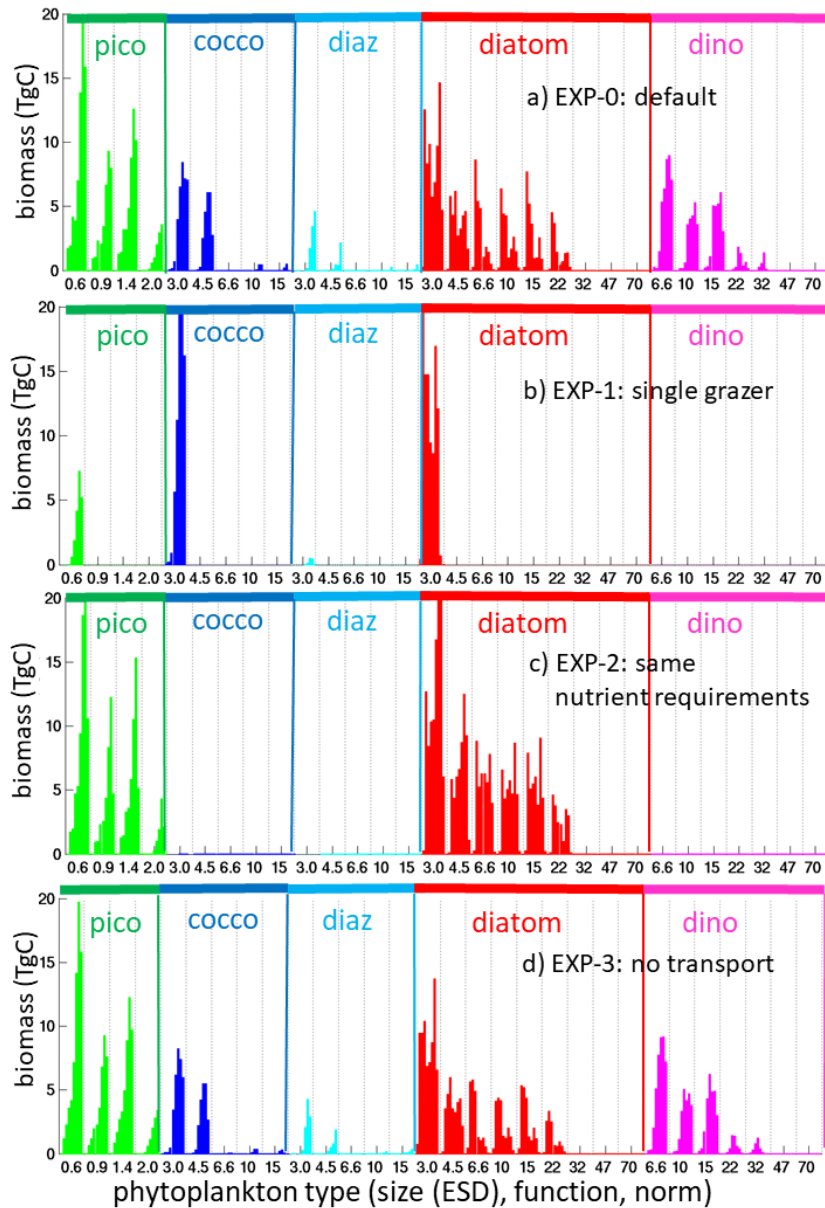 pico cocco diaz diatom dino
a) EXP-0: default
biomass (TgC)
20
15
10
5
0
0.6 0.9 1.4 2.0 3.0 4.5 6.6 10 15 3.0 4.5 6.6 10 15 3.0 4.5 6.6 10 15 22 32 47 70 6.6 10 15 22 32 47 70
pico cocco diaz diatom dino
b) EXP-1: single grazer
biomass (TgC)
20
15
10
5
0
0.6 0.9 1.4 2.0 3.0 4.5 6.6 10 15 3.0 4.5 6.6 10 15 3.0 4.5 6.6 10 15 22 32 47 70 6.6 10 15 22 32 47 70
pico cocco diaz diatom dino
c) EXP-2: same
nutrient requirements
biomass (TgC)
20
15
10
5
0
0.6 0.9 1.4 2.0 3.0 4.5 6.6 10 15 3.0 4.5 6.6 10 15 3.0 4.5 6.6 10 15 22 32 47 70 6.6 10 15 22 32 47 70
pico cocco diaz diatom dino
d) EXP-3: no transport
biomass (TgC)
20
15
10
5
0
0.6 0.9 1.4 2.0 3.0 4.5 6.6 10 15 3.0 4.5 6.6 10 15 3.0 4.5 6.6 10 15 22 32 47 70 6.6 10 15 22 32 47 70
phytoplankton type (size (ESD), function, norm)